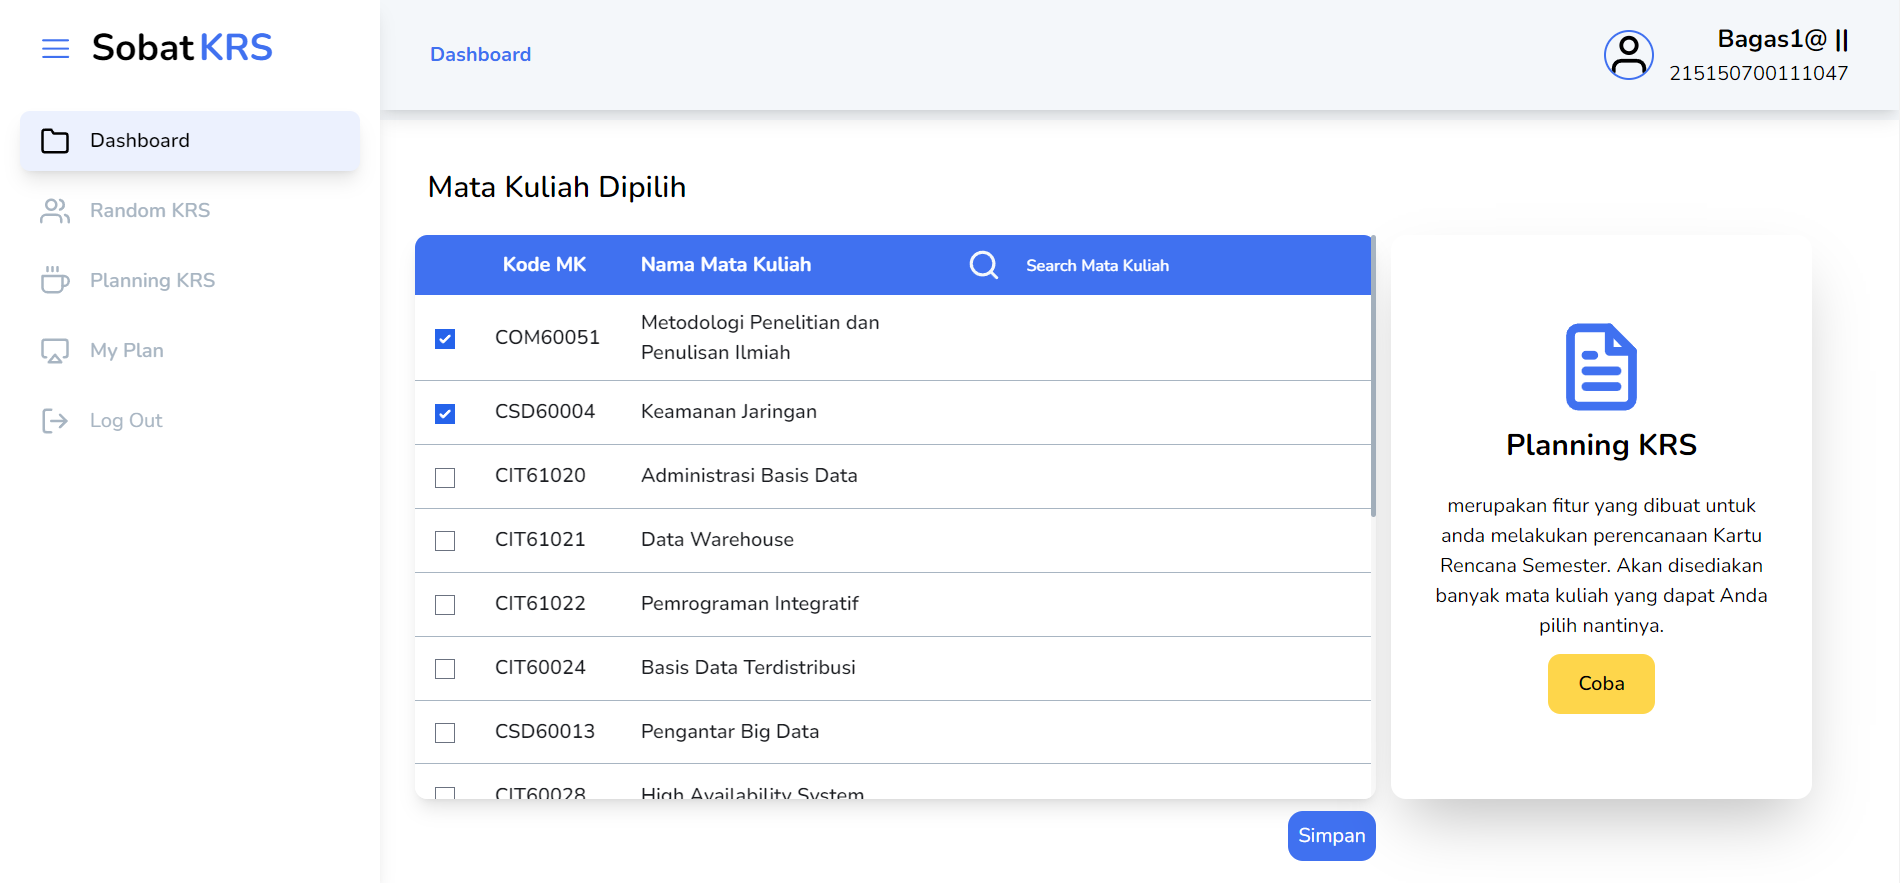 SobatKRS
Dashboard
Random KRS
Planning KRS
My Plan
Log Out
Dashboard
Bagas1@ ||
215150700111047
Mata Kuliah Dipilih
Kode MK Nama Mata Kuliah Search Mata Kuliah
COM60051 Metodologi Penelitian dan
Penulisan Ilmiah
CSD60004 Keamanan Jaringan
CIT61020 Administrasi Basis Data
CIT61021 Data Warehouse
CIT61022 Pemrograman Integratif
CIT60024 Basis Data Terdistribusi
CSD60013 Pengantar Big Data
CIT60028 High Availability System
Simpan
Planning KRS
merupakan fitur yang dibuat untuk
anda melakukan perencanaan Kartu
Rencana Semester. Akan disediakan
banyak mata kuliah yang dapat Anda
pilih nantinya.
Coba